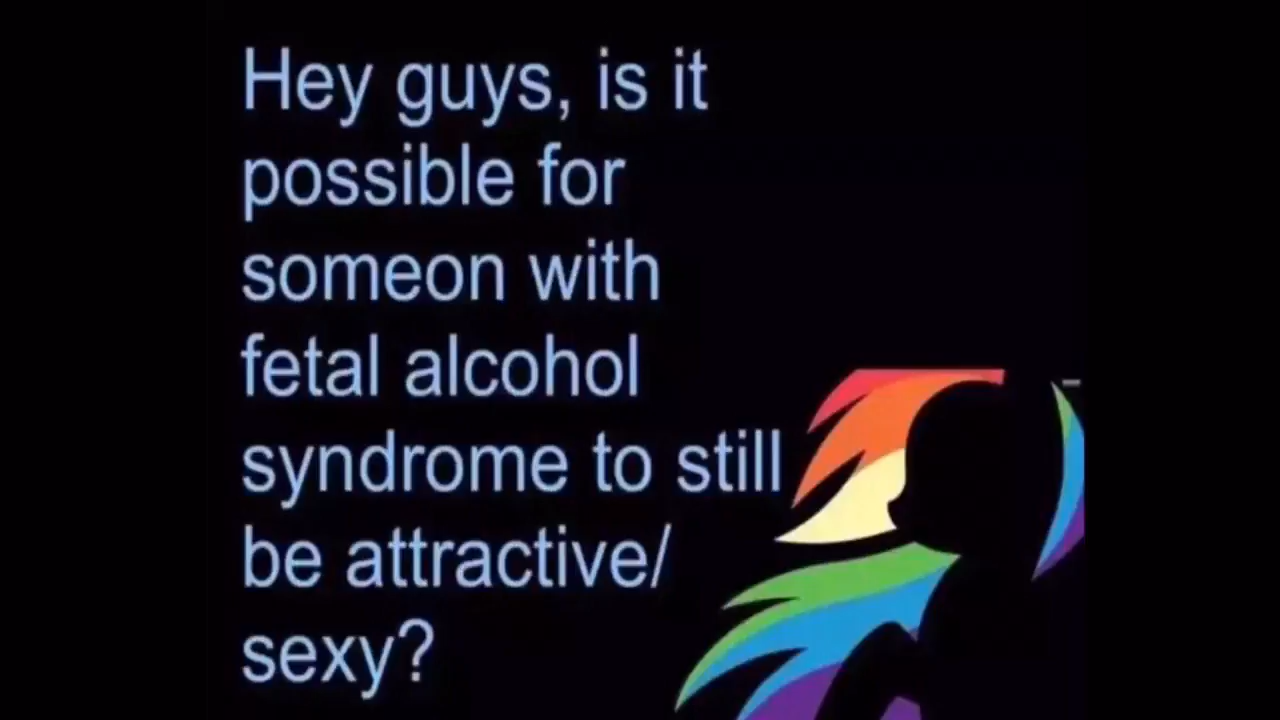 Hey guys, is it
possible for
someon with
fetal alcohol
syndrome to still
be attractive/
sexy?